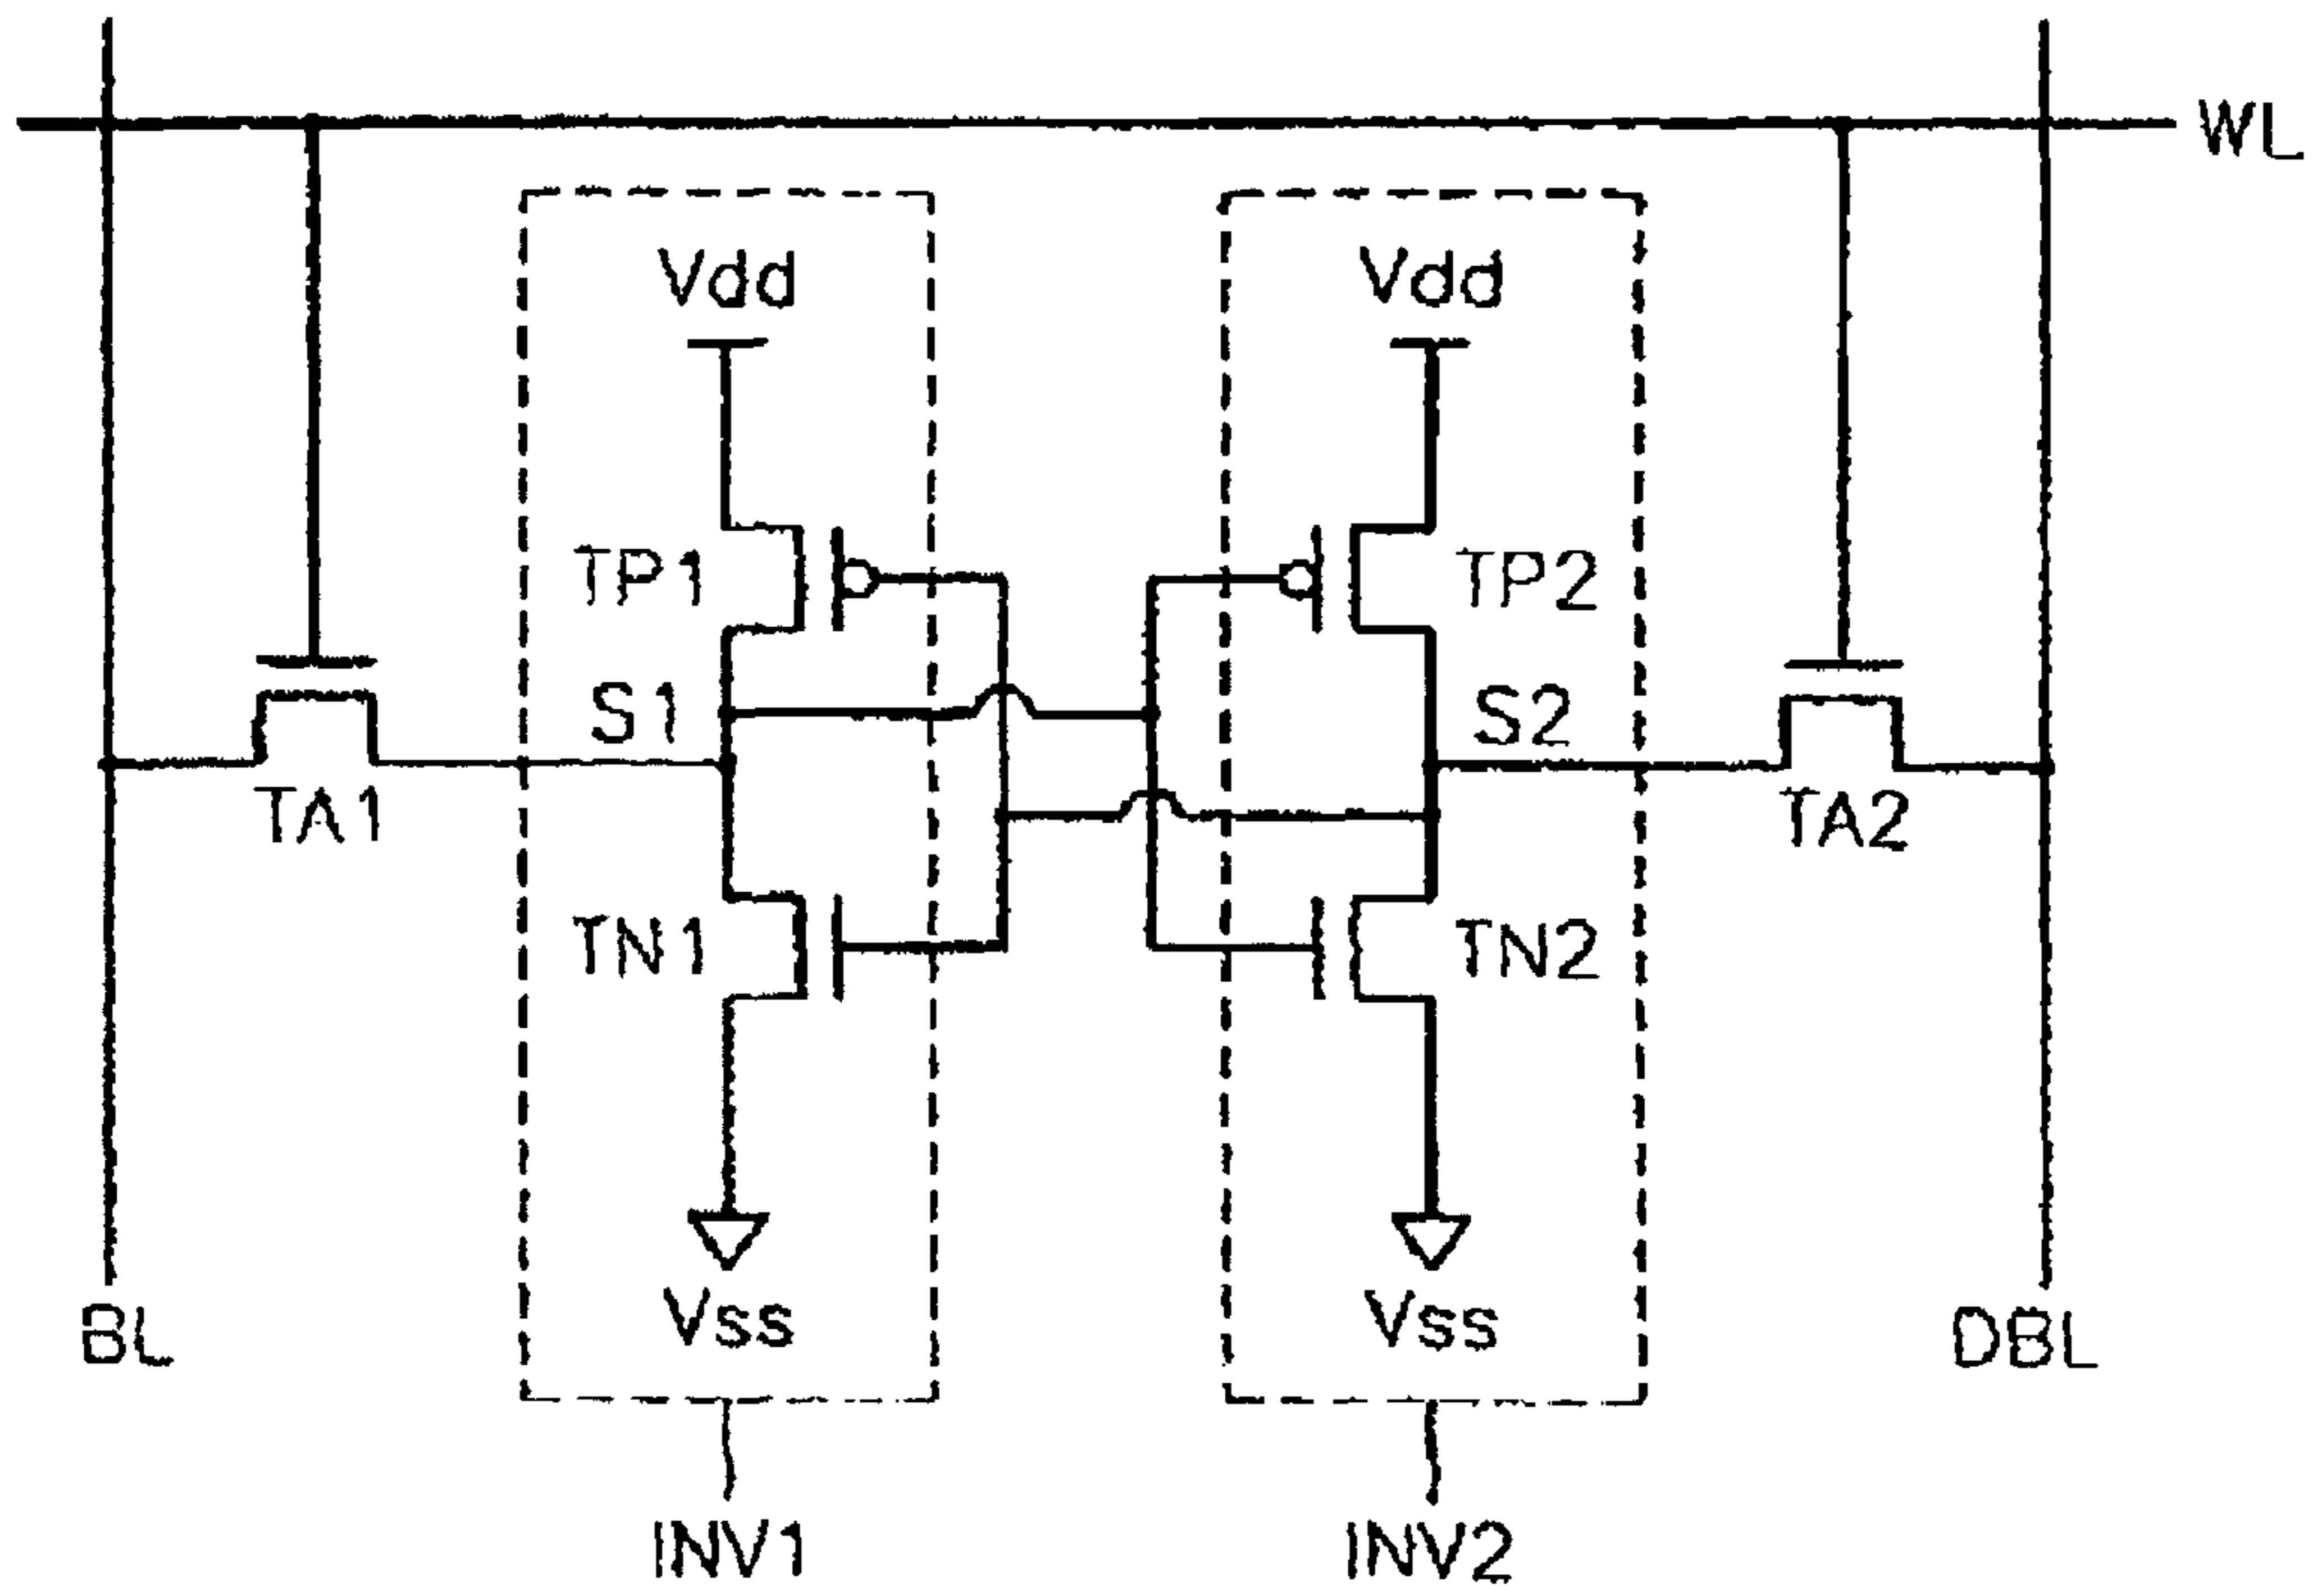 WL
Vdd Vdd
TP1 TP2
S1 S2
TA1 TA2
TN1 TN2
Vss Vss
BL DBL
INV1 INV2